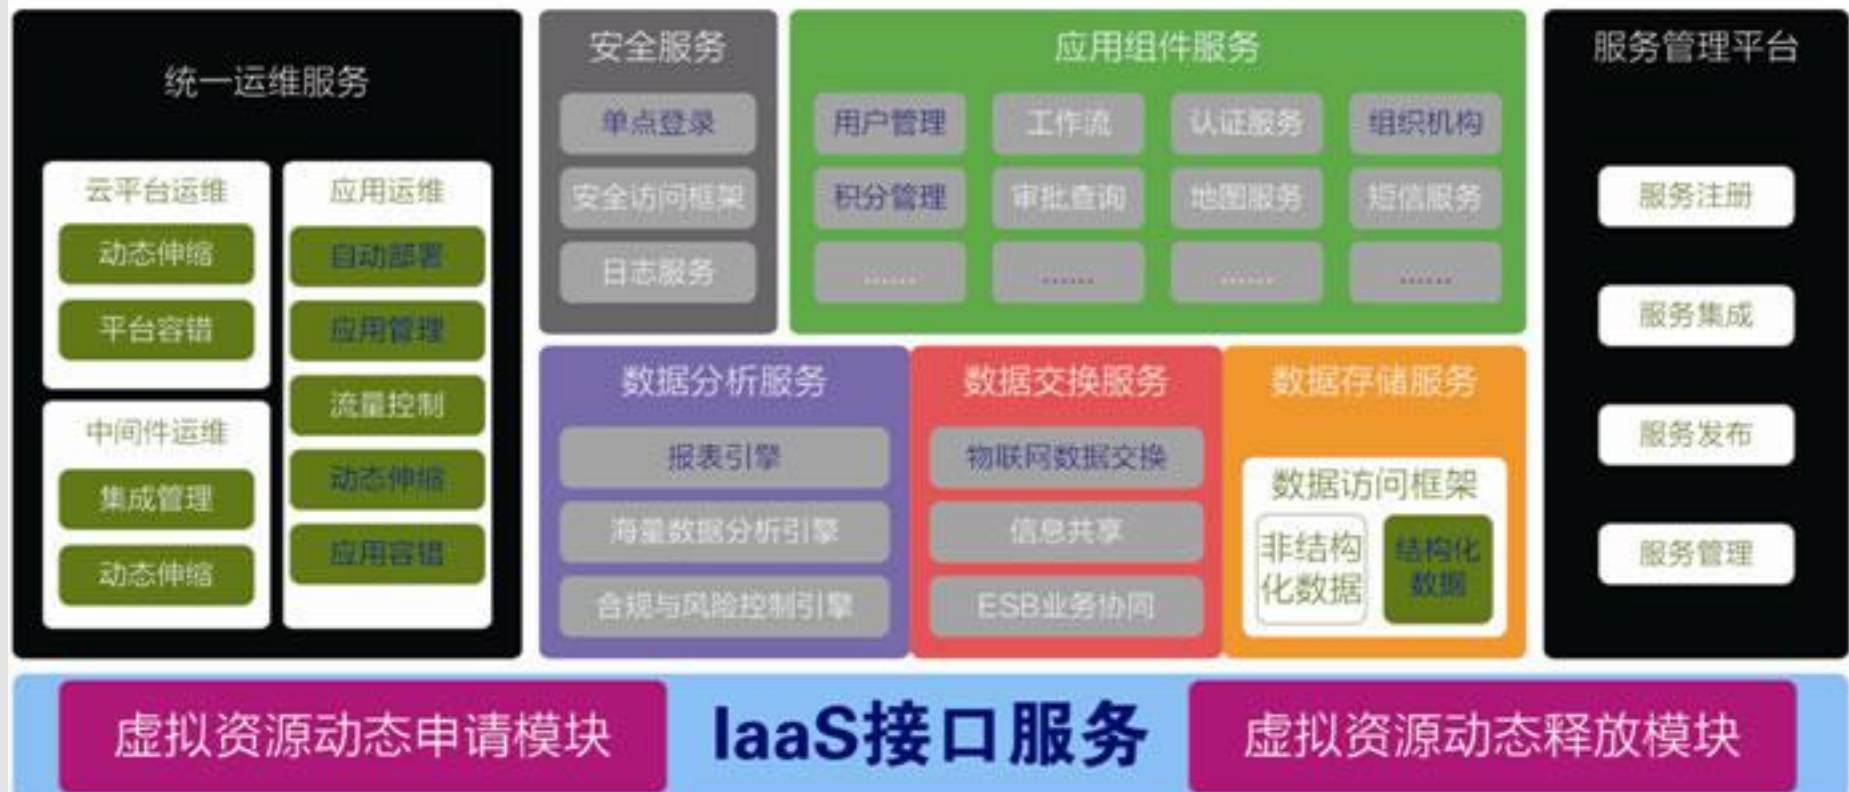 统一运维服务
云平台运维
动态伸缩
平台容错
中间件运维
集成管理
动态伸缩
应用运维
自动部署
应用管理
流量控制
动态伸缩
应用容错
安全服务
单点登录
安全访问框架
日志服务
应用组件服务
用户管理
工作流
认证服务
组织机构
积分管理
审批查询
地图服务
短信服务
......
......
......
......
数据分析服务
报表引擎
海量数据分析引擎
合规与风险控制引擎
数据交换服务
物联网数据交换
信息共享
ESB业务协同
数据存储服务
数据访问框架
非结构
化数据
结构化
数据
服务管理平台
服务注册
服务集成
服务发布
服务管理
虚拟资源动态申请模块
IaaS接口服务
虚拟资源动态释放模块